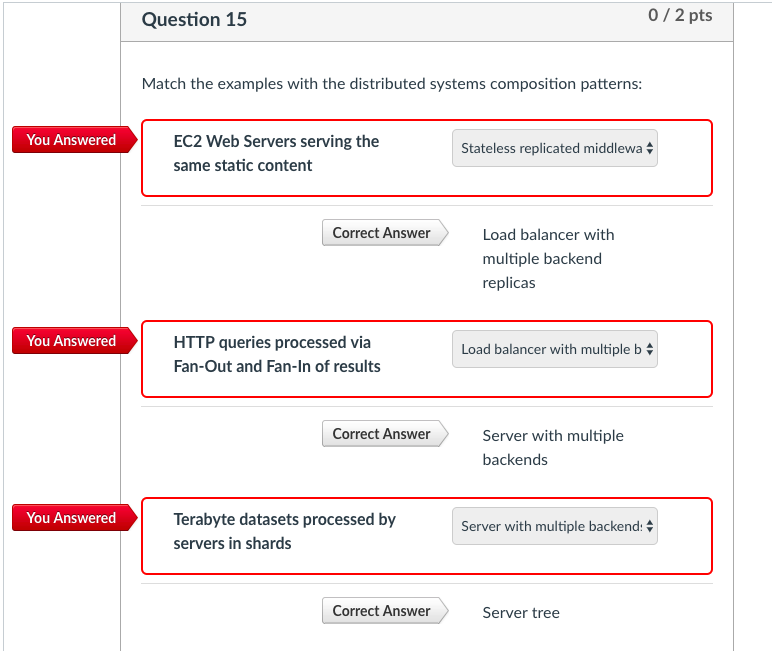 Question 15
0 / 2 pts
Match the examples with the distributed systems composition patterns:
You Answered
EC2 Web Servers serving the
same static content
Stateless replicated middlewa
Correct Answer
Load balancer with
multiple backend
replicas
You Answered
HTTP queries processed via
Fan-Out and Fan-In of results
Load balancer with multiple b
Correct Answer
Server with multiple
backends
You Answered
Terabyte datasets processed by
servers in shards
Server with multiple backends
Correct Answer
Server tree